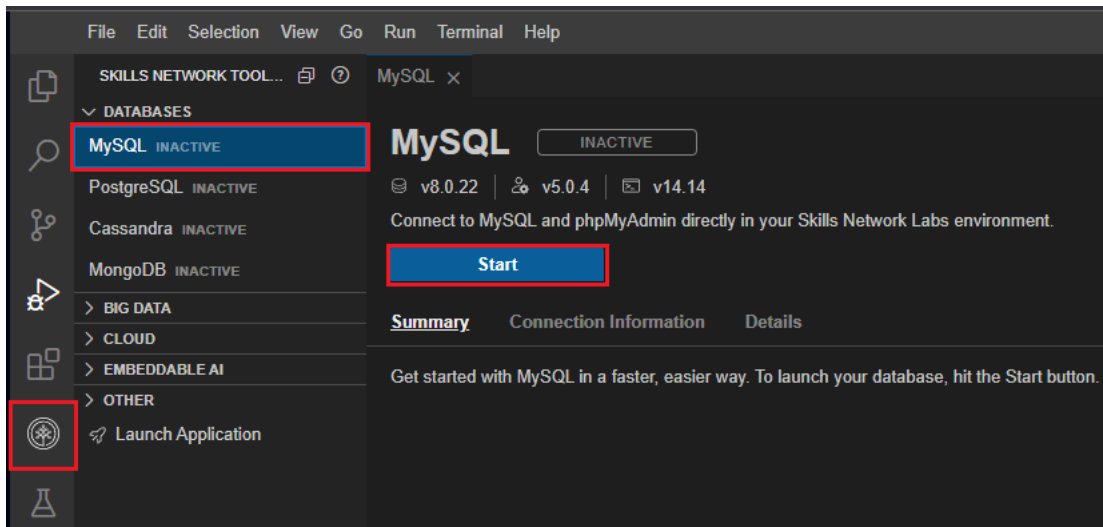 File Edit Selection View Go Run Terminal Help
SKILLS NETWORK TOOL...
MySQL
DATABASES
MySQL INACTIVE
PostgreSQL INACTIVE
Cassandra INACTIVE
MongoDB INACTIVE
BIG DATA
CLOUD
EMBEDDABLE AI
OTHER
Launch Application
MySQL INACTIVE
v8.0.22 v5.0.4 v14.14
Connect to MySQL and phpMyAdmin directly in your Skills Network Labs environment.
Start
Summary Connection Information Details
Get started with MySQL in a faster, easier way. To launch your database, hit the Start button.